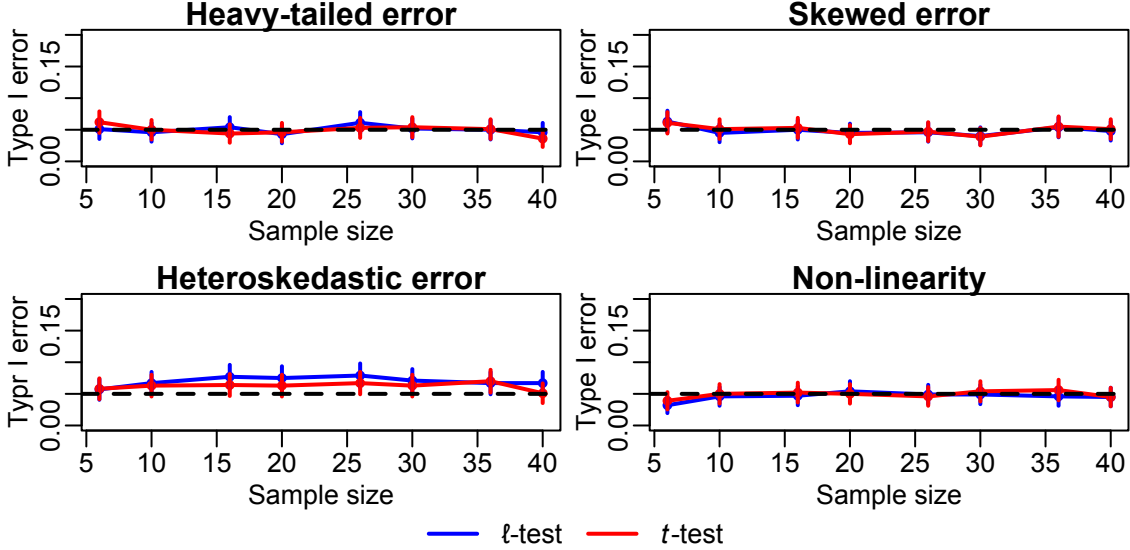 Heavy-tailed error
Type I error
0.00 0.15
5 10 15 20 25 30 35 40
Sample size
Skewed error
Type I error
0.00 0.15
5 10 15 20 25 30 35 40
Sample size
Heteroskedastic error
Typr I error
0.00 0.15
5 10 15 20 25 30 35 40
Sample size
Non-linearity
Type I error
0.00 0.15
5 10 15 20 25 30 35 40
Sample size
ℓ-test t-test